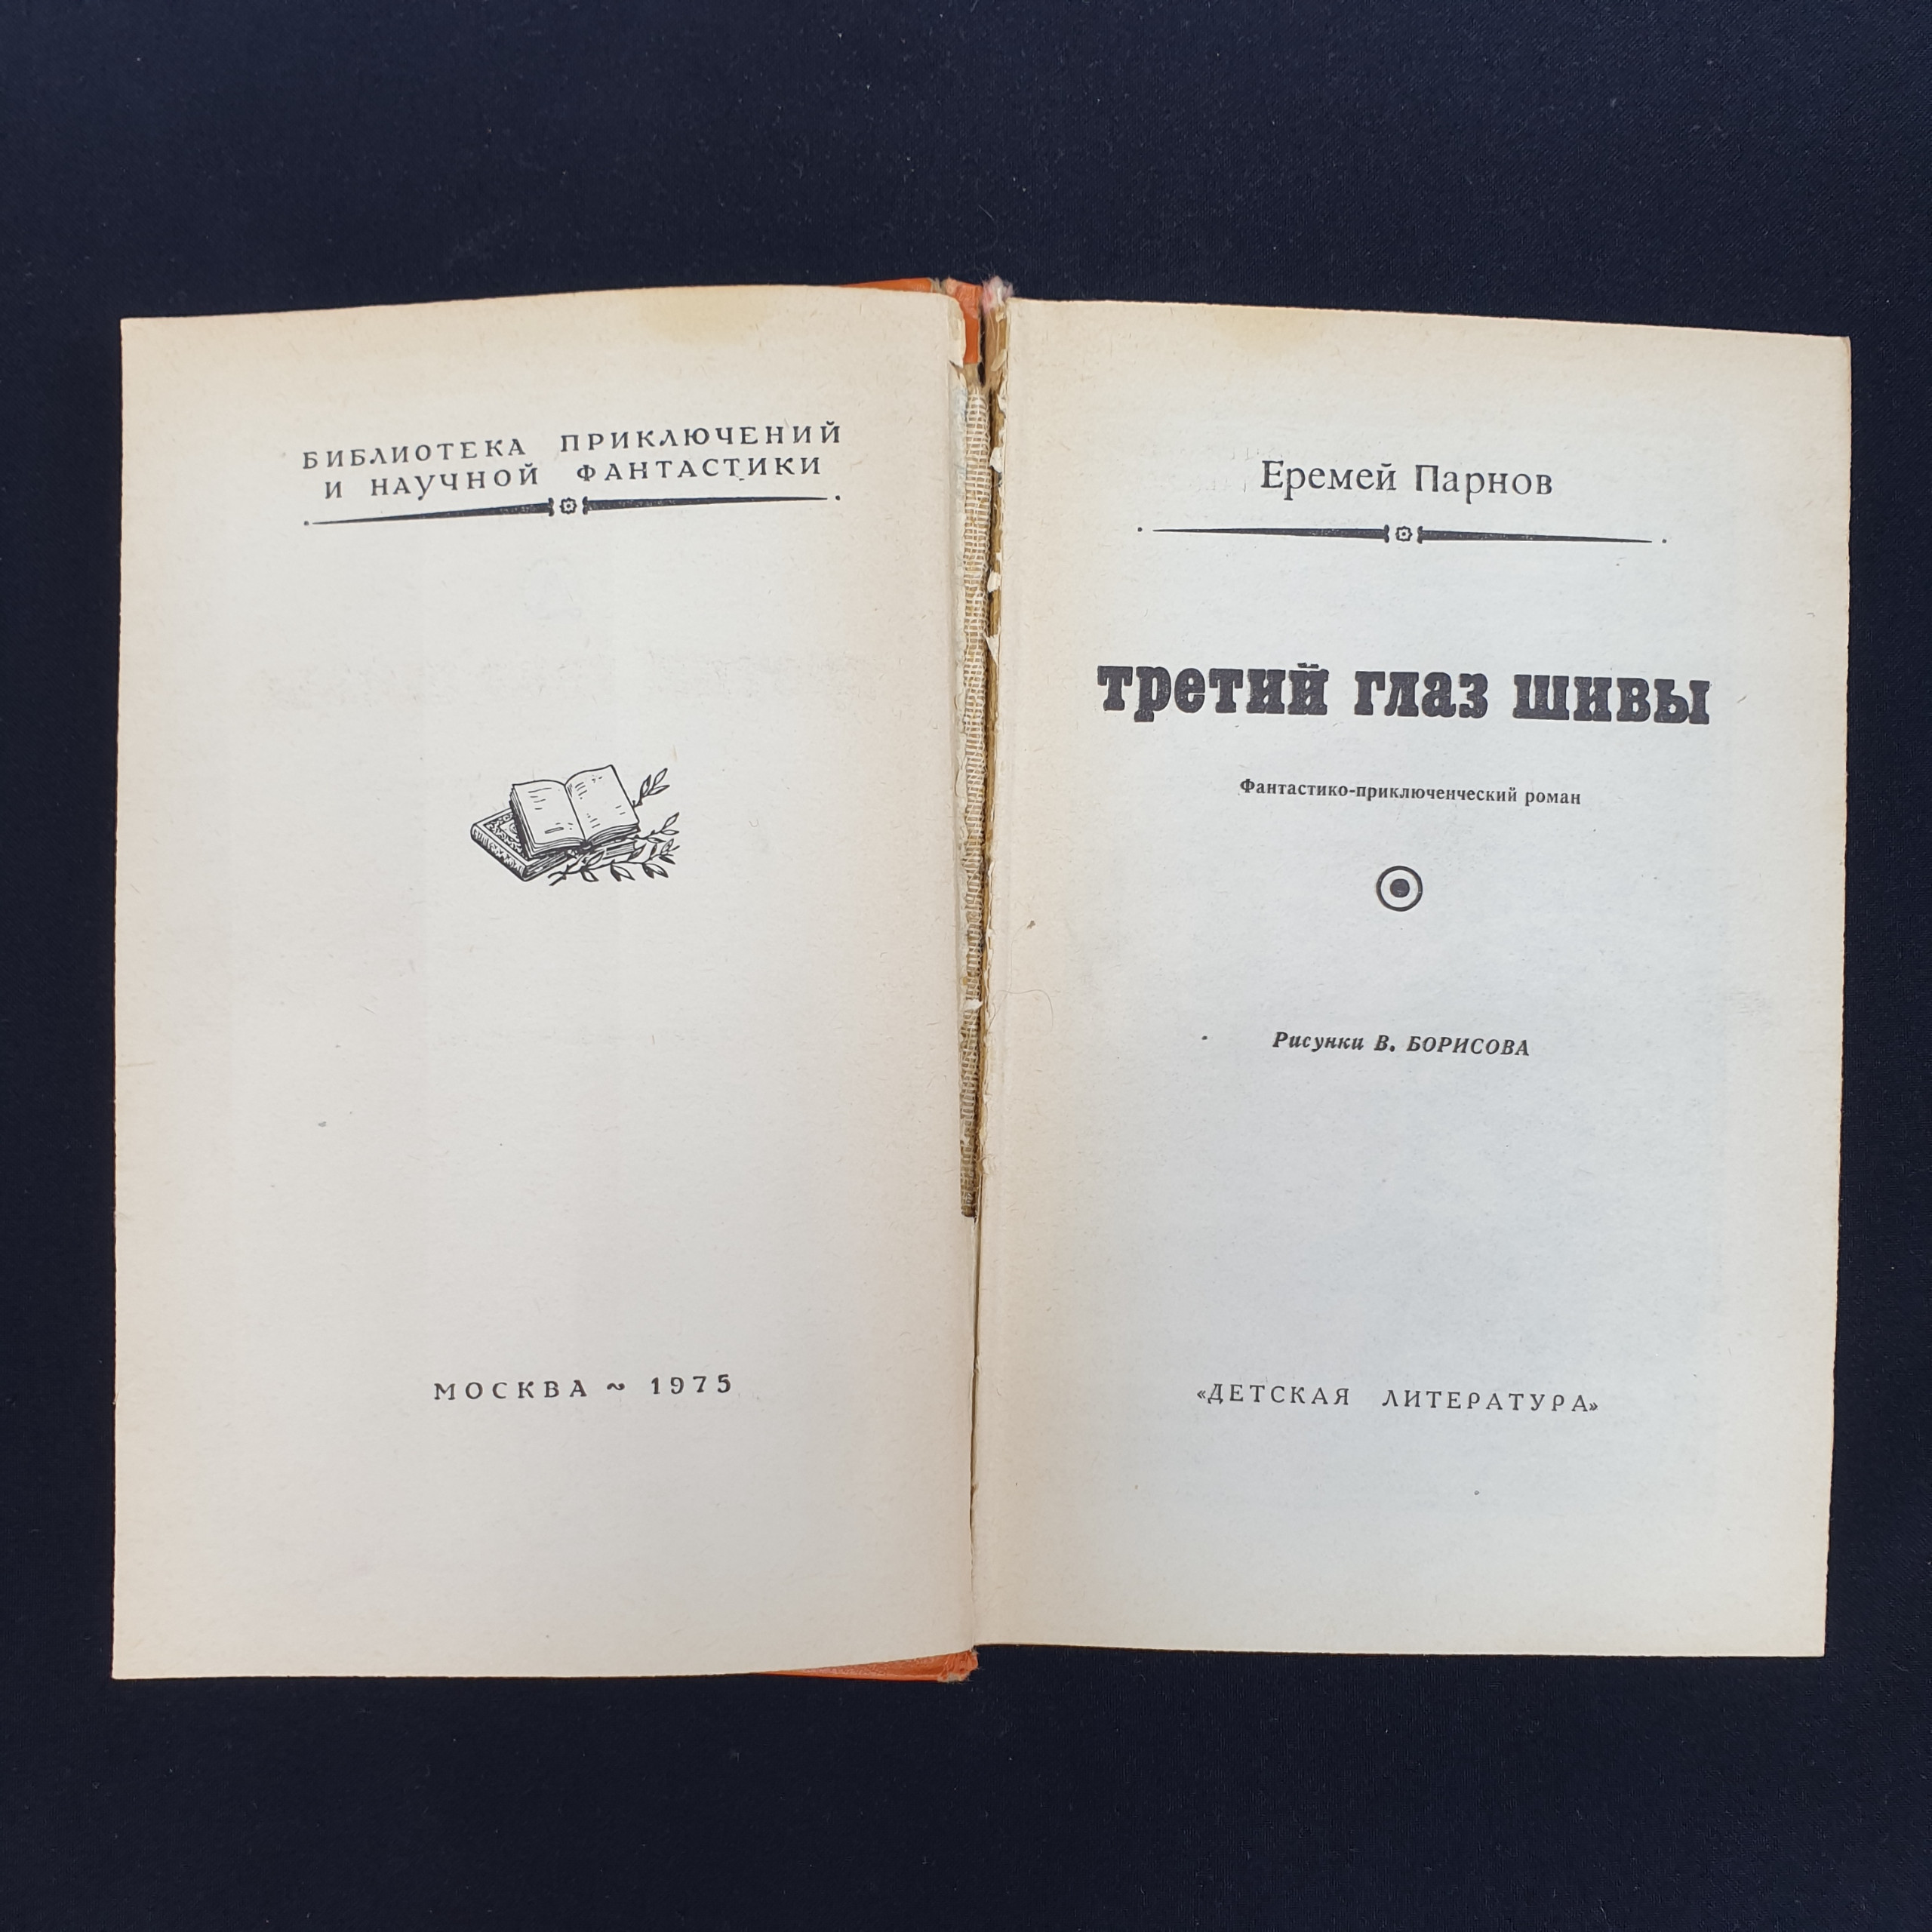 БИБЛИОТЕКА ПРИКЛЮЧЕНИЙ
И НАУЧНОЙ ФАНТАСТИКИ
МОСКВА ~ 1975
Еремей Парнов
третий глаз шивы
Фантастико-приключенческий роман
Рисунки В. БОРИСОВА
«ДЕТСКАЯ ЛИТЕРАТУРА»